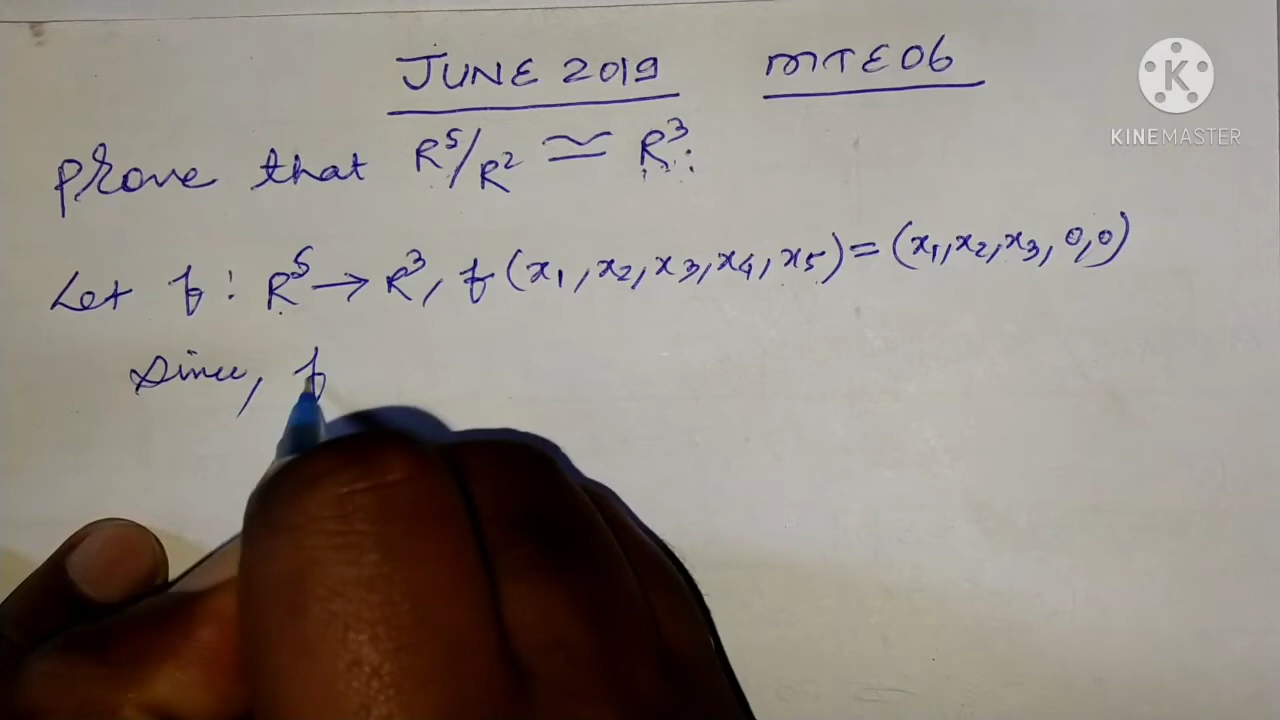 JUNE 2019 MTE06
KINEMASTER
prove that R⁵/R² ≃ R³.
Let f : R⁵ → R³, f(x₁, x₂, x₃, x₄, x₅) = (x₁, x₂, x₃, 0, 0)
Since, f